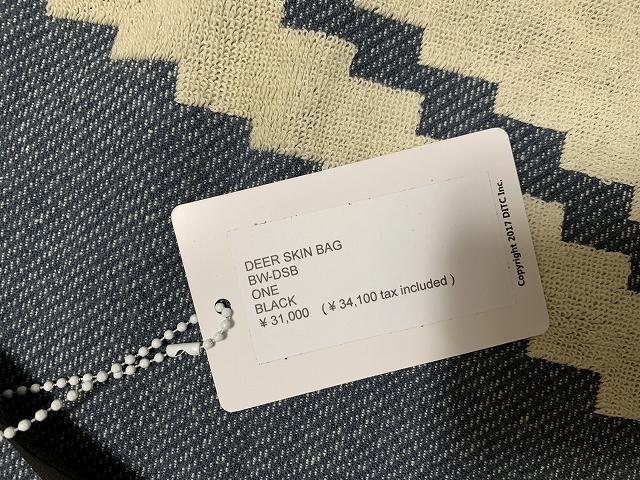 DEER SKIN BAG
BW-DSB
ONE
BLACK
¥ 31,000 ( ¥ 34,100 tax included )
Copyright 2017 DITC Inc.